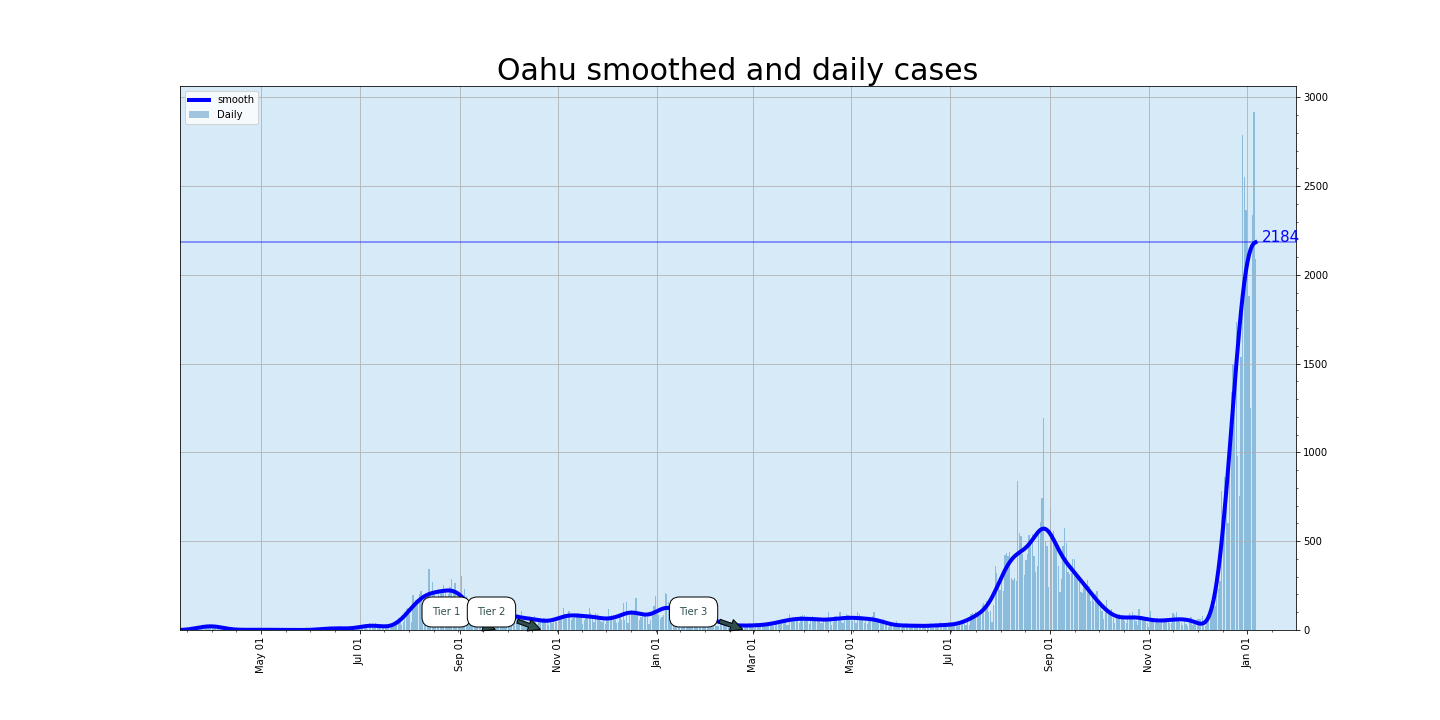 Oahu smoothed and daily cases
smooth
Daily
3000
2500
2184
2000
1500
1000
500
0
Tier 1
Tier 2
Tier 3
May 01
Jul 01
Sep 01
Nov 01
Jan 01
Mar 01
May 01
Jul 01
Sep 01
Nov 01
Jan 01